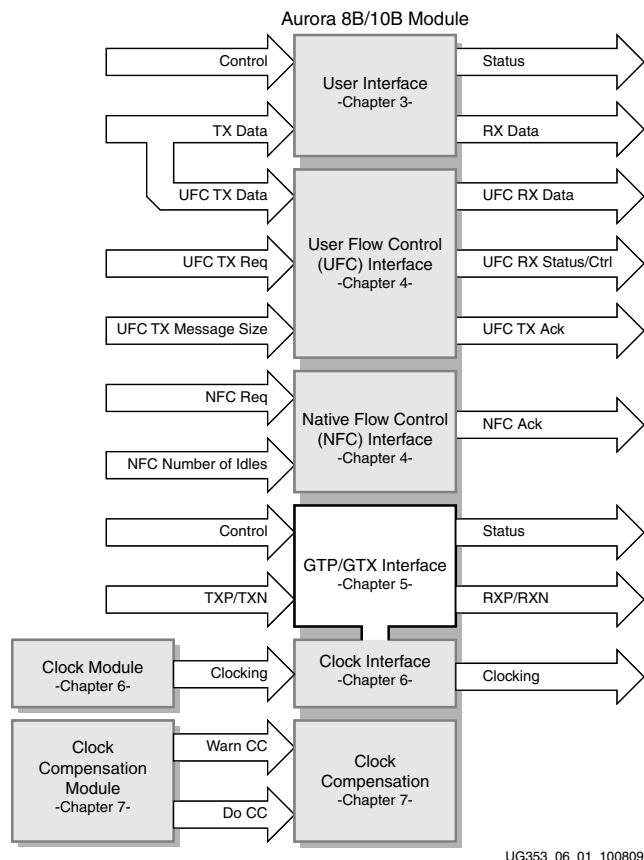 Aurora 8B/10B Module
Control
User Interface
-Chapter 3-
Status
TX Data
RX Data
UFC TX Data
UFC RX Data
UFC TX Req
User Flow Control
(UFC) Interface
-Chapter 4-
UFC RX Status/Ctrl
UFC TX Message Size
UFC TX Ack
NFC Req
Native Flow Control
(NFC) Interface
-Chapter 4-
NFC Ack
NFC Number of Idles
Control
Status
GTP/GTX Interface
-Chapter 5-
TXP/TXN
RXP/RXN
Clock Module
-Chapter 6-
Clocking
Clock Interface
-Chapter 6-
Clocking
Clock
Compensation
Module
-Chapter 7-
Warn CC
Do CC
Clock
Compensation
-Chapter 7-
UG353_06_01_100809